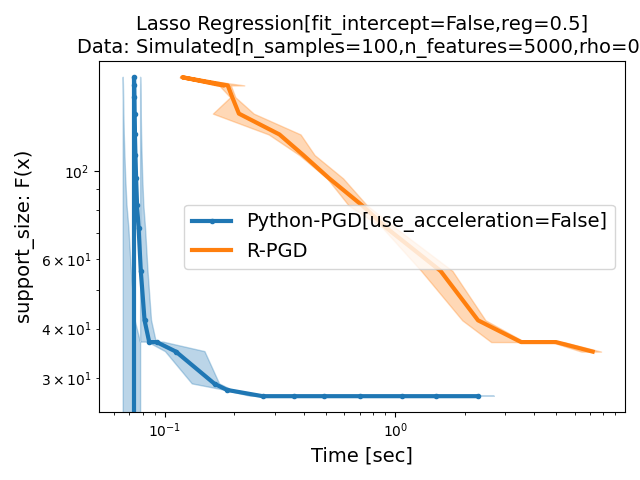 Lasso Regression[fit_intercept=False,reg=0.5]
Data: Simulated[n_samples=100,n_features=5000,rho=0
support_size: F(x)
10²
6 × 10¹
4 × 10¹
3 × 10¹
Python-PGD[use_acceleration=False]
R-PGD
10⁻¹
10⁰
Time [sec]